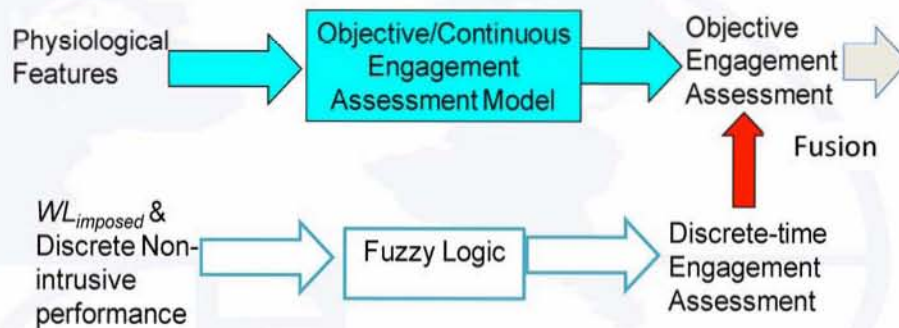 Physiological
Features
Objective/Continuous
Engagement
Assessment Model
Objective
Engagement
Assessment
Fusion
WLimposed &
Discrete Non-
intrusive
performance
Fuzzy Logic
Discrete-time
Engagement
Assessment